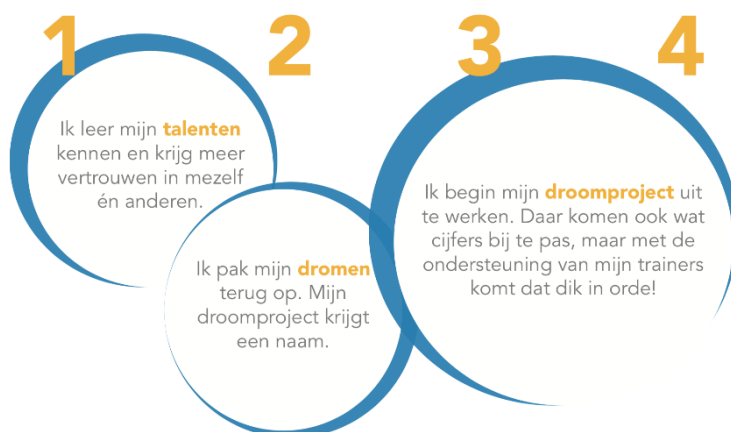 1
2
3
4
Ik leer mijn talenten
kennen en krijg meer
vertrouwen in mezelf
én anderen.
Ik pak mijn dromen
terug op. Mijn
droomproject krijgt
een naam.
Ik begin mijn droomproject uit
te werken. Daar komen ook wat
cijfers bij te pas, maar met de
ondersteuning van mijn trainers
komt dat dik in orde!